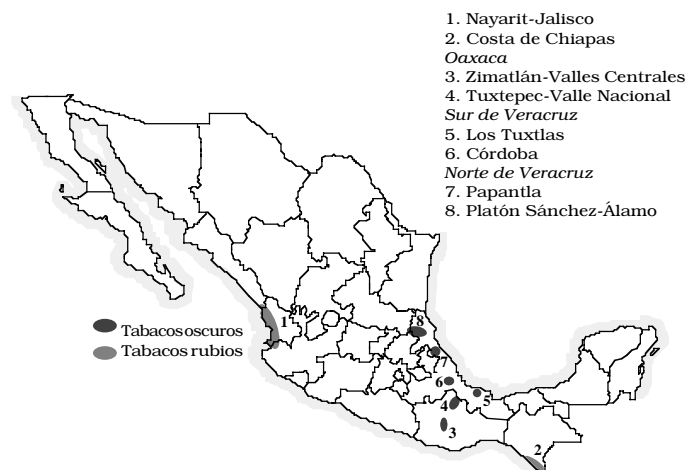 1. Nayarit-Jalisco
2. Costa de Chiapas
Oaxaca
3. Zimatlán-Valles Centrales
4. Tuxtepec-Valle Nacional
Sur de Veracruz
5. Los Tuxtlas
6. Córdoba
Norte de Veracruz
7. Papantla
8. Platón Sánchez-Álamo
Tabacos oscuros
Tabacos rubios
1
8
7
6
5
4
3
2